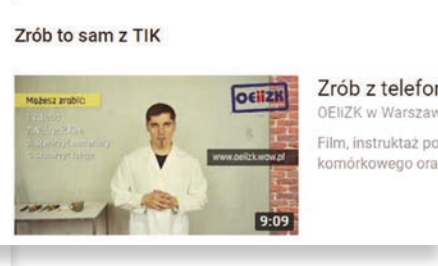 Zrób to sam z TIK
Możesz zrobić:
OEiiZK
www.oeiizk.waw.pl
9:09
Zrób z telefon
OEIiZK w Warszaw
Film, instruktaż po
komórkowego ora